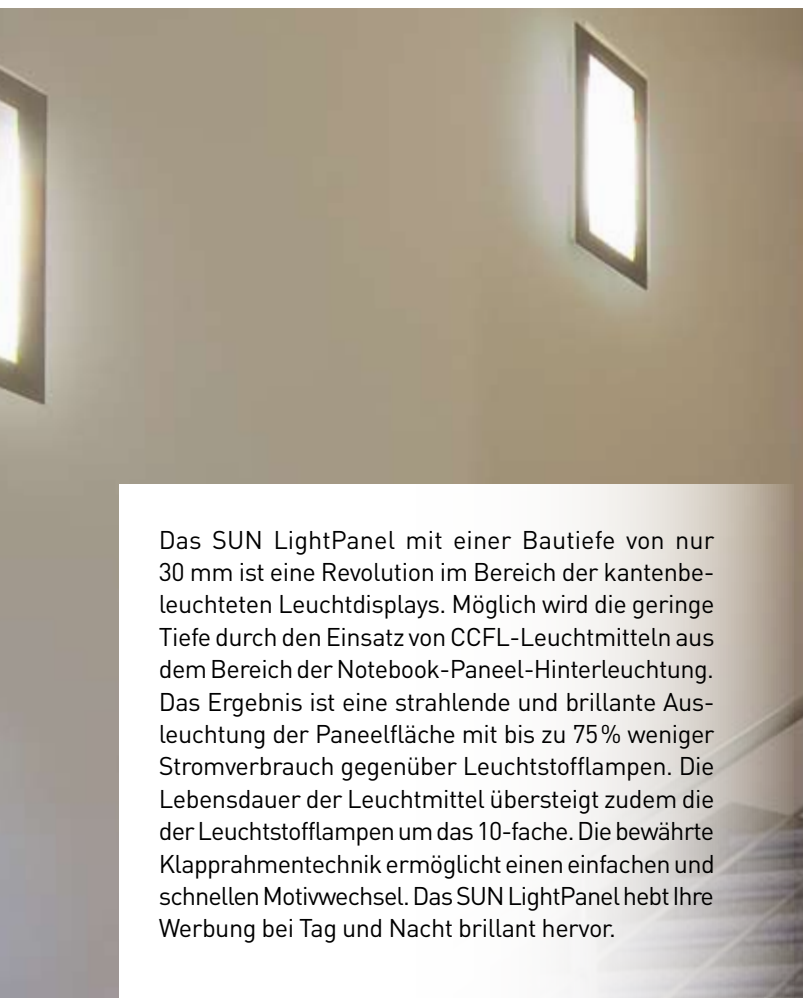 Das SUN LightPanel mit einer Bautiefe von nur
30 mm ist eine Revolution im Bereich der kantenbe-
leuchteten Leuchtdisplays. Möglich wird die geringe
Tiefe durch den Einsatz von CCFL-Leuchtmitteln aus
dem Bereich der Notebook-Paneel-Hinterleuchtung.
Das Ergebnis ist eine strahlende und brillante Aus-
leuchtung der Paneelfläche mit bis zu 75 % weniger
Stromverbrauch gegenüber Leuchtstofflampen. Die
Lebensdauer der Leuchtmittel übersteigt zudem die
der Leuchtstofflampen um das 10-fache. Die bewährte
Klapprahmentechnik ermöglicht einen einfachen und
schnellen Motivwechsel. Das SUN LightPanel hebt Ihre
Werbung bei Tag und Nacht brillant hervor.